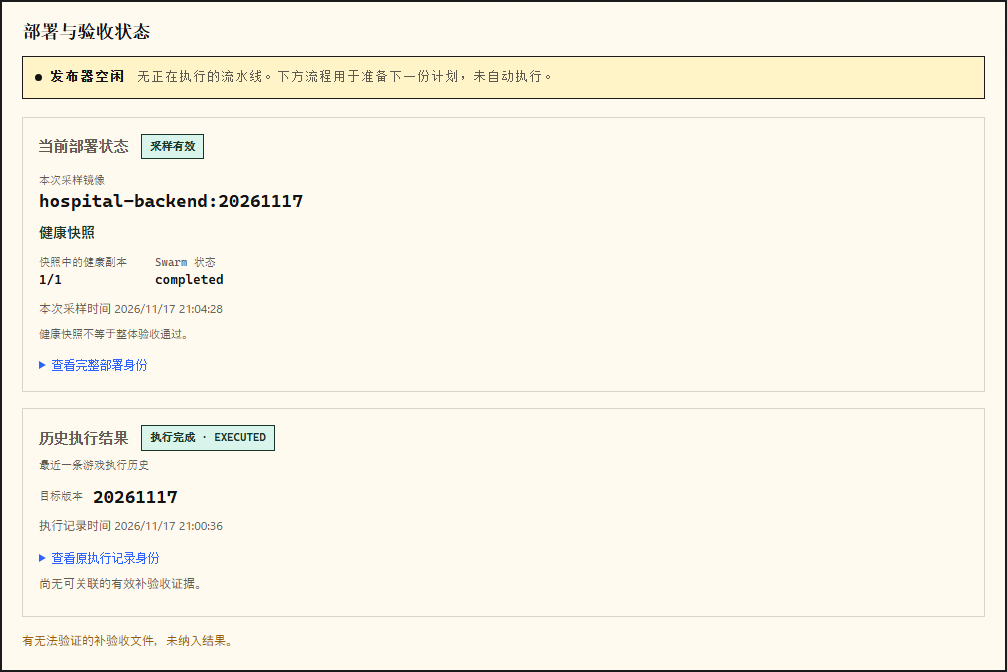 部署与验收状态
● 发布器空闲 无正在执行的流水线。下方流程用于准备下一份计划，未自动执行。
当前部署状态 采样有效
本次采样镜像
hospital-backend:20261117
健康快照
快照中的健康副本 Swarm 状态
1/1 completed
本次采样时间 2026/11/17 21:04:28
健康快照不等于整体验收通过。
▶ 查看完整部署身份
历史执行结果 执行完成 · EXECUTED
最近一条游戏执行历史
目标版本 20261117
执行记录时间 2026/11/17 21:00:36
▶ 查看原执行记录身份
尚无可关联的有效补验收证据。
有无法验证的补验收文件，未纳入结果。